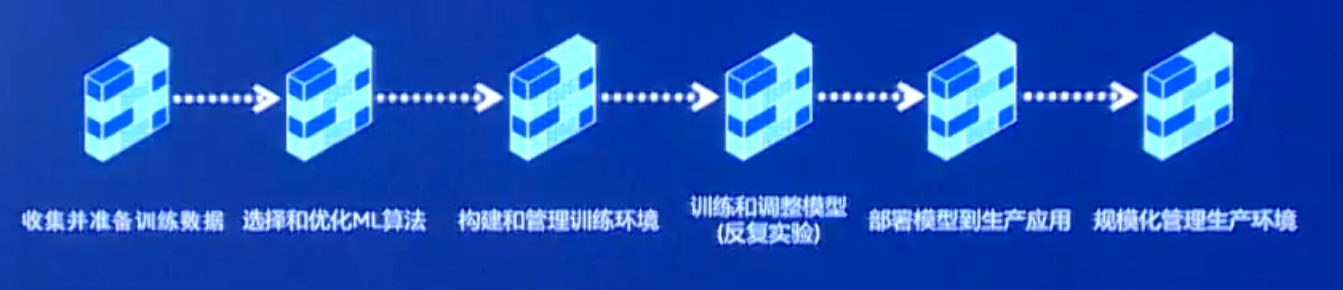 收集并准备训练数据
选择和优化ML算法
构建和管理训练环境
训练和调整模型
(反复实验)
部署模型到生产应用
规模化管理生产环境